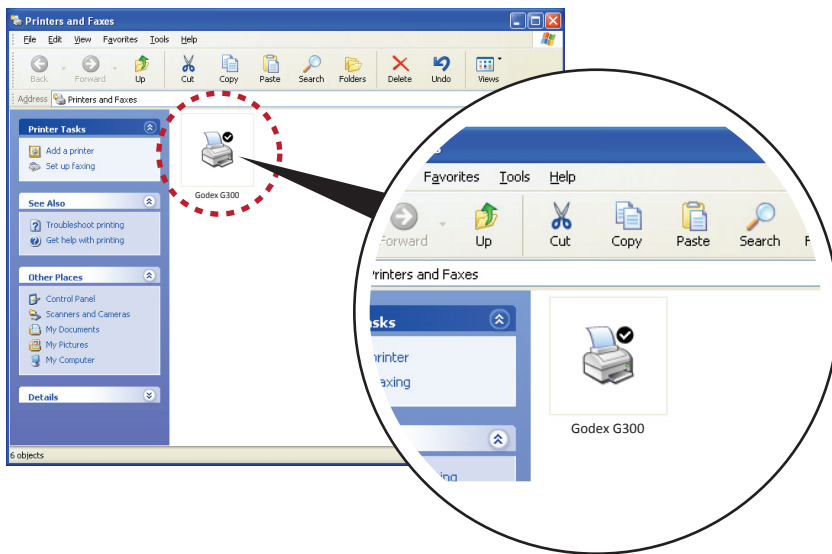 Printers and Faxes
File Edit View Favorites Tools Help
Back Forward Up Cut Copy Paste Search Folders Delete Undo Views
Address Printers and Faxes
Printer Tasks
Add a printer
Set up faxing
See Also
Troubleshoot printing
Get help with printing
Other Places
Control Panel
Scanners and Cameras
My Documents
My Pictures
My Computer
Details
Godex G300
6 objects
s
Favorites Tools Help
Forward Up Cut Copy Paste Search F
Printers and Faxes
sks
printer
axing
ing
Godex G300